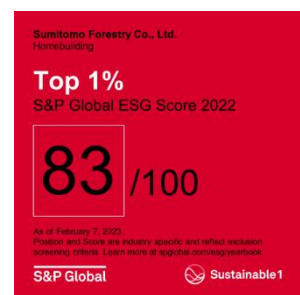 Sumitomo Forestry Co., Ltd.
Homebuilding
Top 1%
S&P Global ESG Score 2022
83 /100
As of February 7, 2023.
Position and Score are industry specific and reflect exclusion
screening criteria. Learn more at spglobal.com/esg/yearbook
S&P Global
Sustainable1